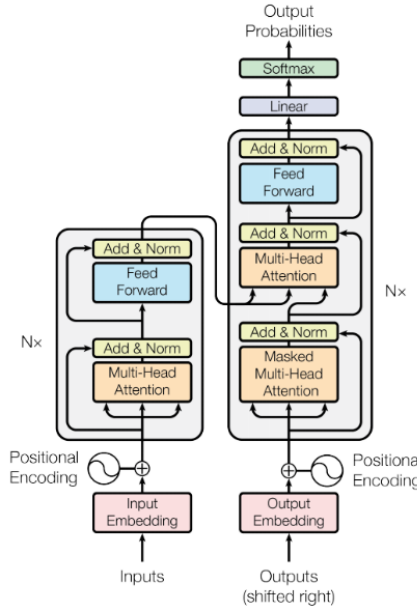 Output
Probabilities
Softmax
Linear
Add & Norm
Feed
Forward
Add & Norm
Multi-Head
Attention
N×
Add & Norm
Masked
Multi-Head
Attention
Add & Norm
Feed
Forward
N×
Add & Norm
Multi-Head
Attention
Positional
Encoding
Positional
Encoding
Input
Embedding
Output
Embedding
Inputs
Outputs
(shifted right)